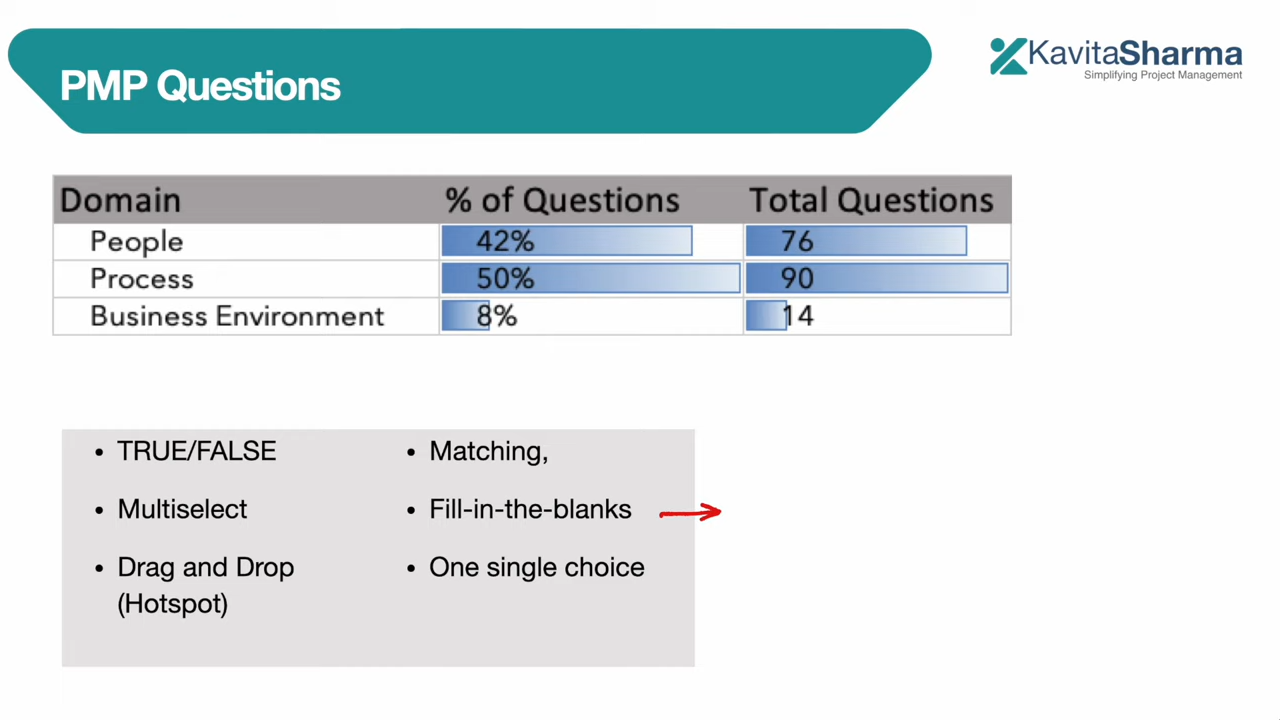 PMP Questions
KavitaSharma
Simplifying Project Management
Domain % of Questions Total Questions
People 42% 76
Process 50% 90
Business Environment 8% 14
• TRUE/FALSE
• Multiselect
• Drag and Drop
(Hotspot)
• Matching,
• Fill-in-the-blanks
• One single choice